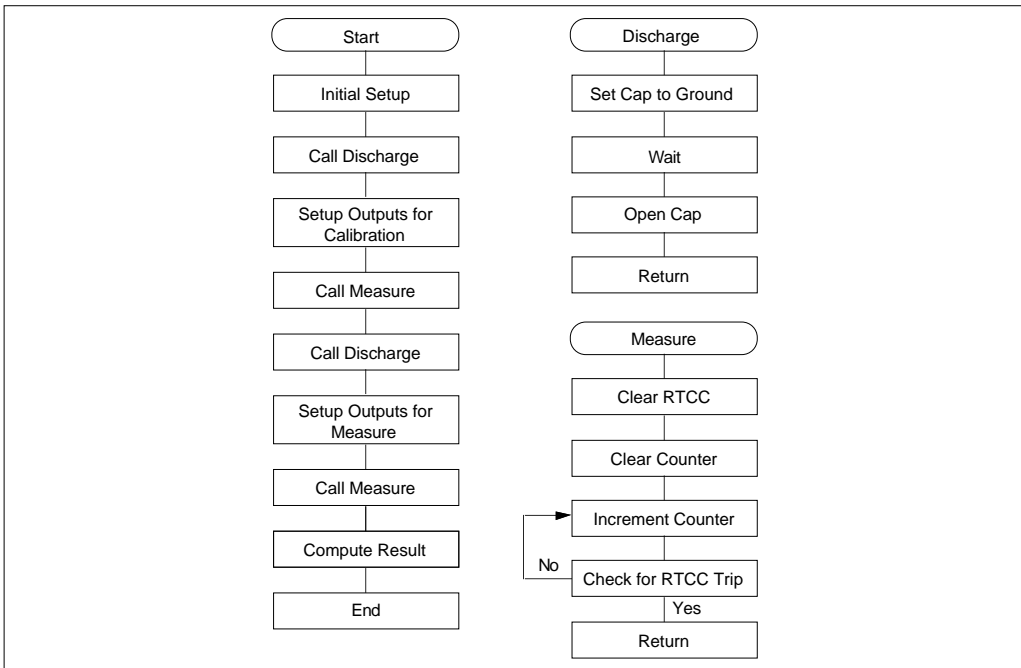 Start
Initial Setup
Call Discharge
Setup Outputs for
Calibration
Call Measure
Call Discharge
Setup Outputs for
Measure
Call Measure
Compute Result
End
Discharge
Set Cap to Ground
Wait
Open Cap
Return
Measure
Clear RTCC
Clear Counter
Increment Counter
No
Check for RTCC Trip
Yes
Return